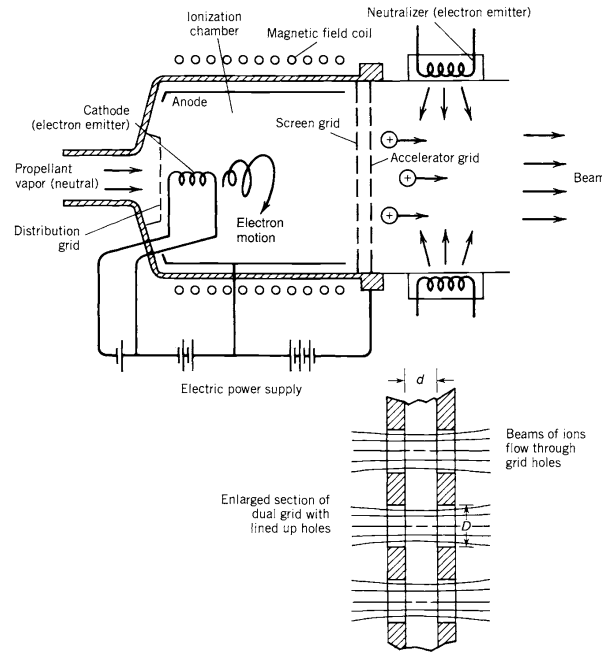 Ionization
chamber
Magnetic field coil
Neutralizer (electron emitter)
Anode
Cathode
(electron emitter)
Screen grid
Accelerator grid
Propellant
vapor (neutral)
Beam
Distribution
grid
Electron
motion
Electric power supply
d
Beams of ions
flow through
grid holes
Enlarged section of
dual grid with
lined up holes
D